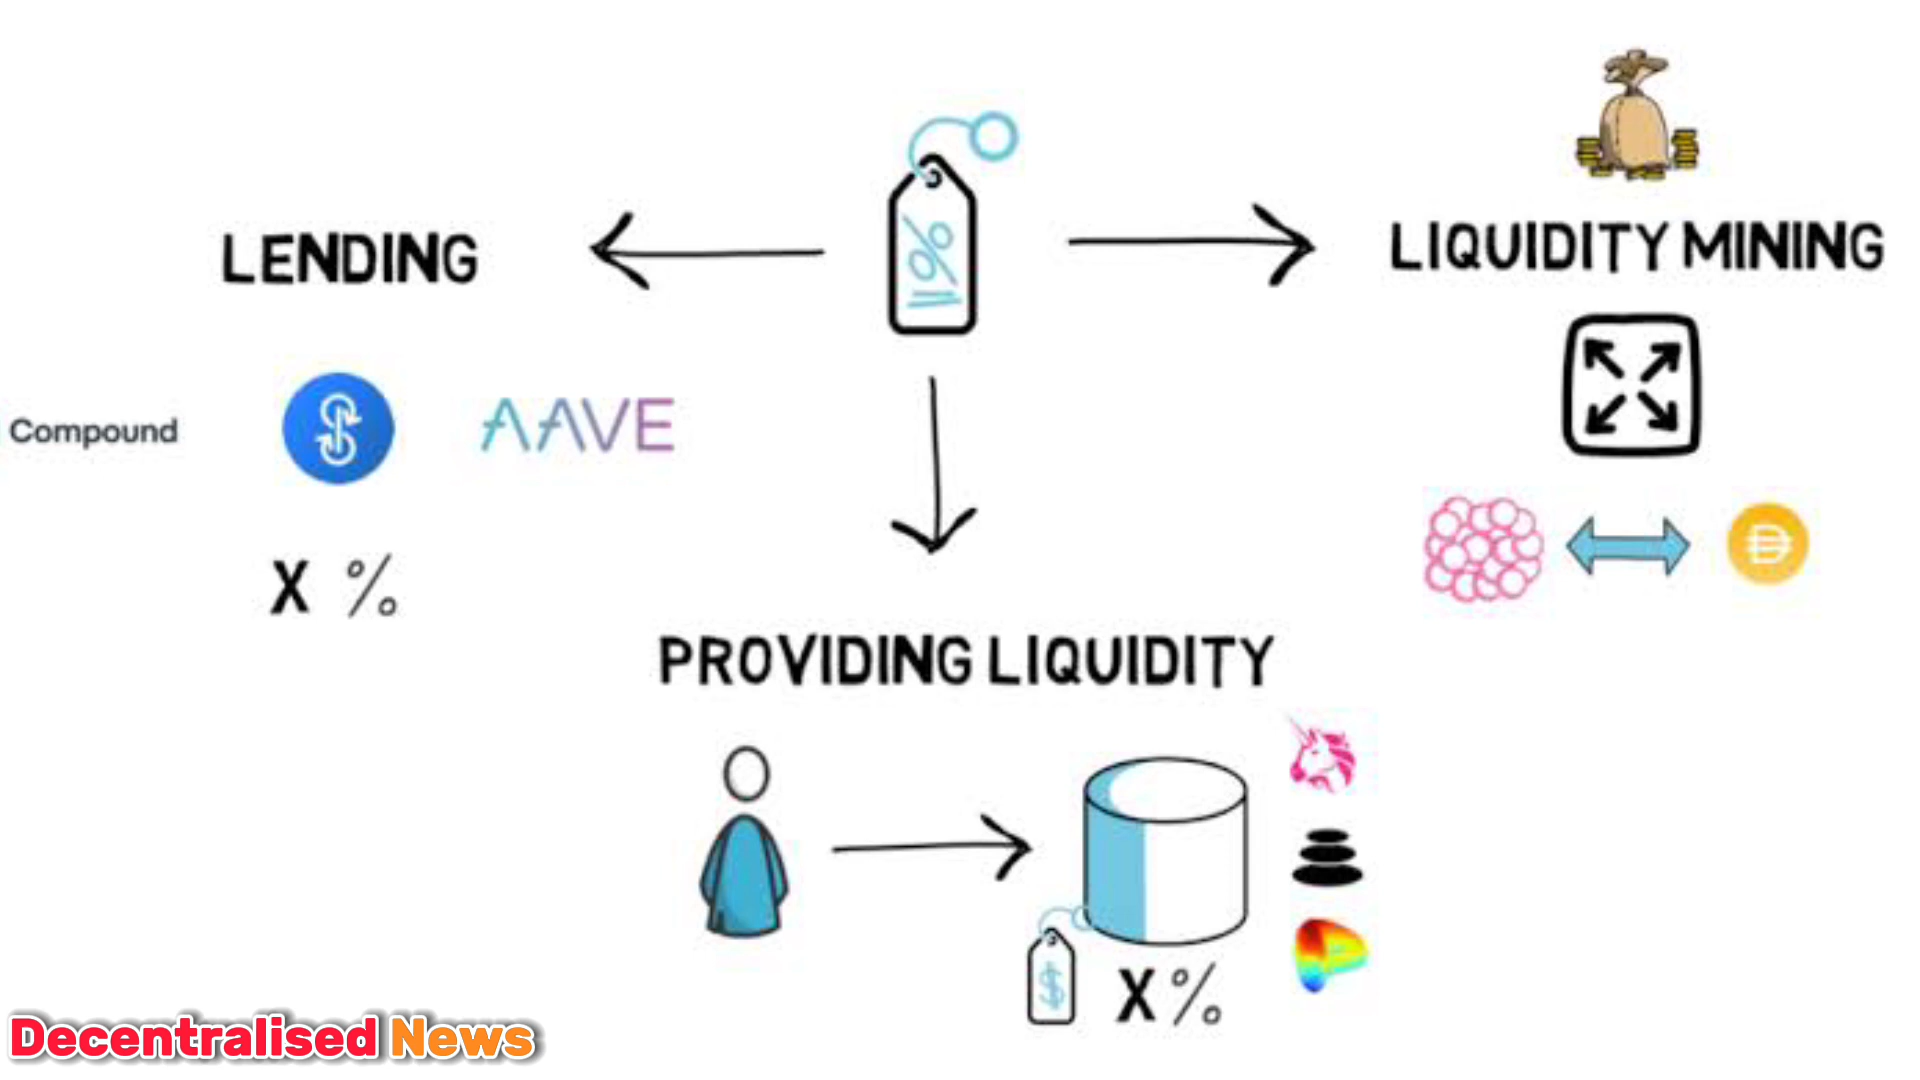 LENDING
%
LIQUIDITY MINING
Compound
AAVE
X %
PROVIDING LIQUIDITY
$
X %
Decentralised News